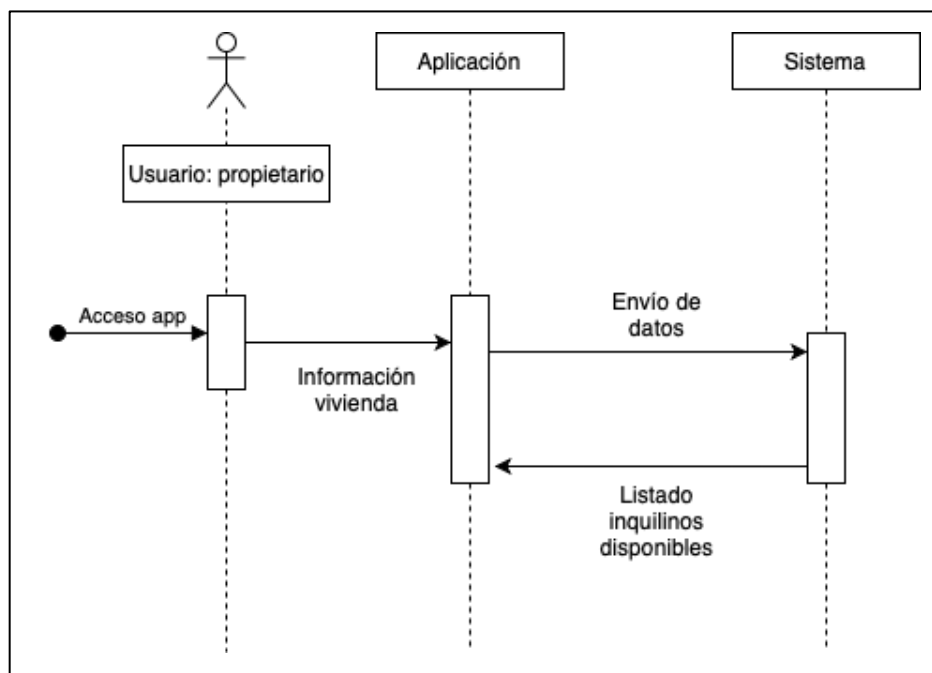 Aplicación
Sistema
Usuario: propietario
Acceso app
Información
vivienda
Envío de
datos
Listado
inquilinos
disponibles